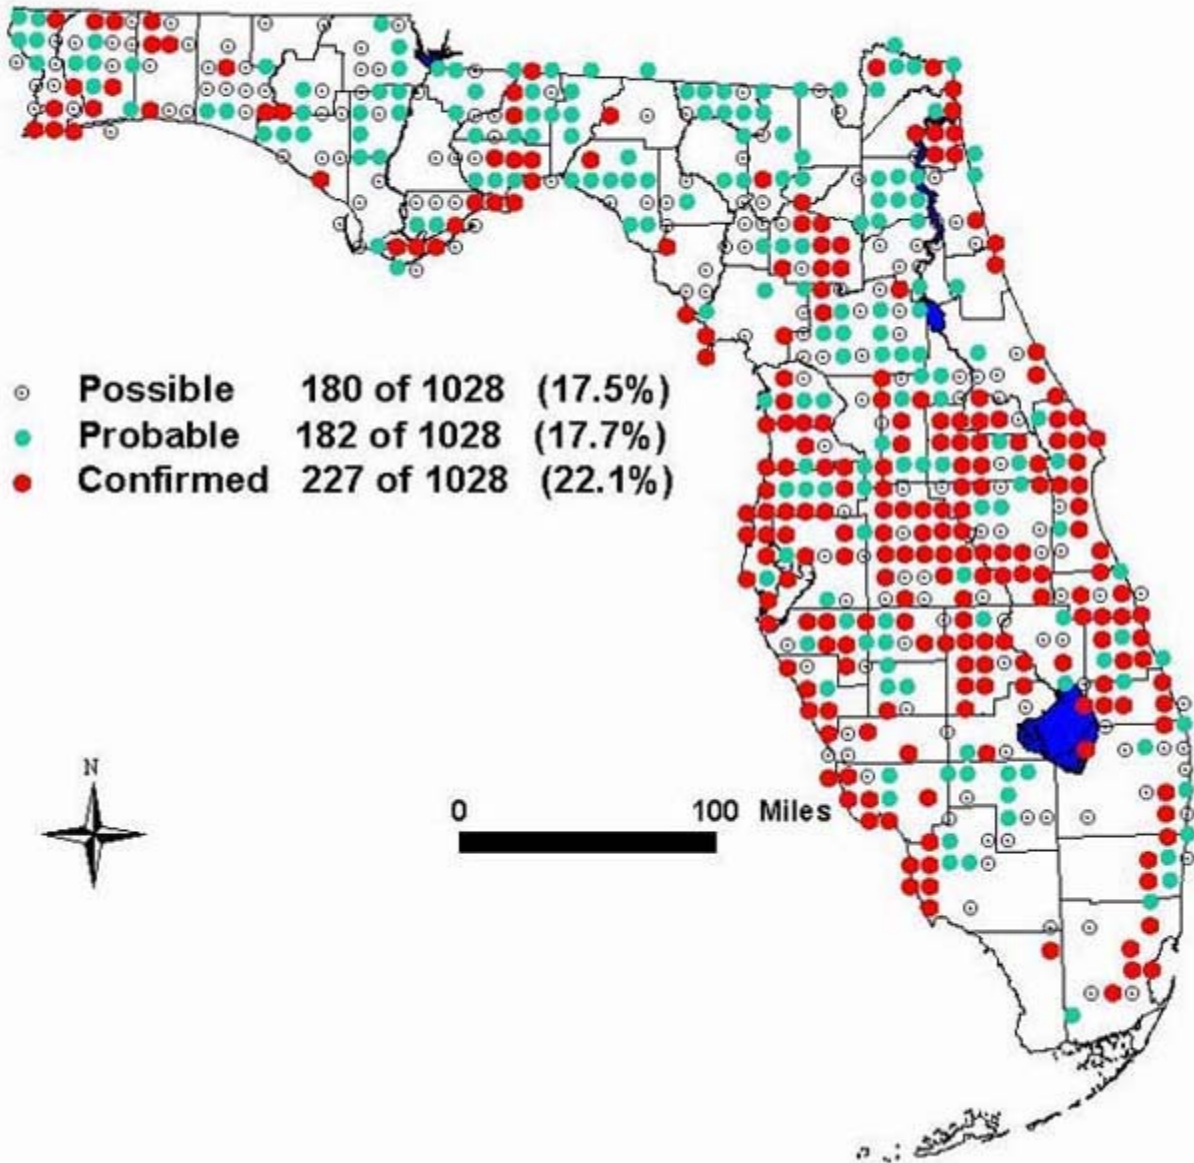 Possible 180 of 1028 (17.5%)
Probable 182 of 1028 (17.7%)
Confirmed 227 of 1028 (22.1%)
N
0 100 Miles